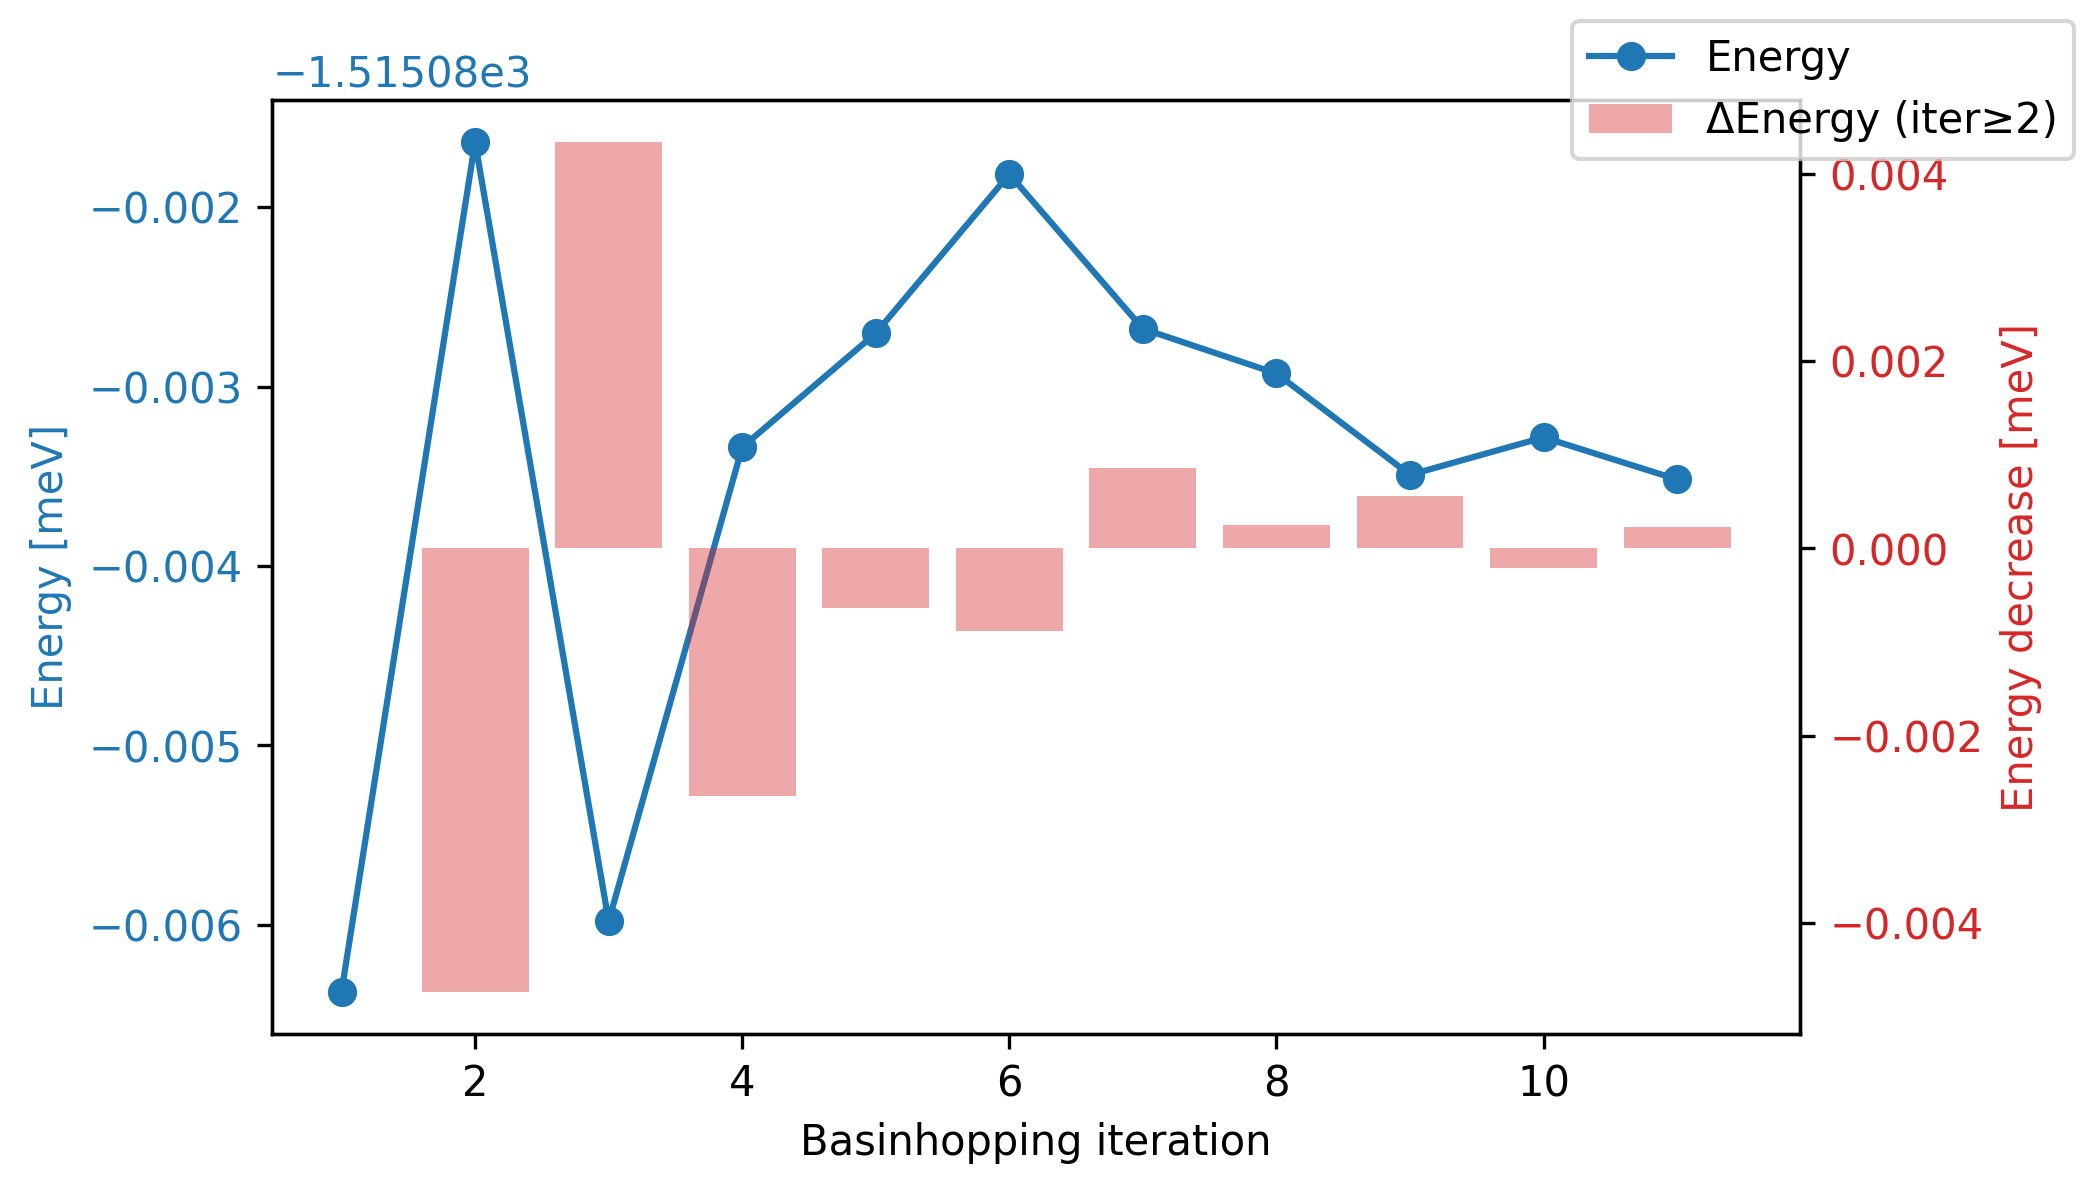 −1.51508e3
Energy
ΔEnergy (iter≥2)
−0.002
−0.003
−0.004
−0.005
−0.006
Energy [meV]
0.004
0.002
0.000
−0.002
−0.004
Energy decrease [meV]
2 4 6 8 10
Basinhopping iteration